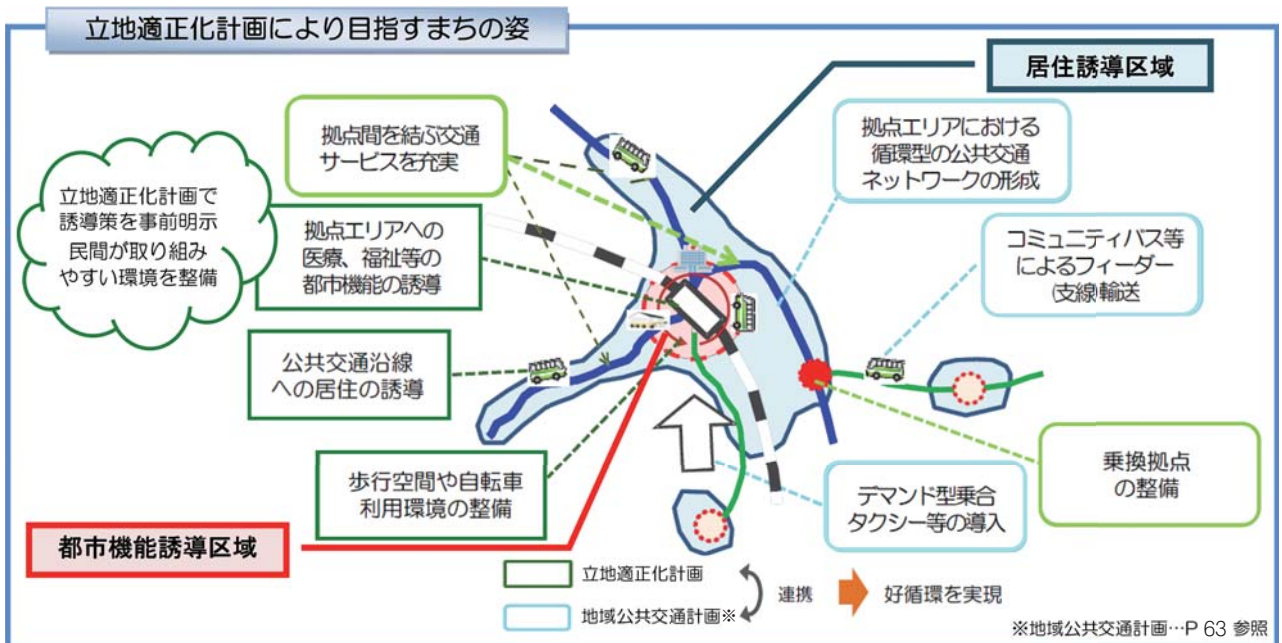 立地適正化計画により目指すまちの姿
居住誘導区域
拠点間を結ぶ交通
サービスを充実
拠点エリアにおける
循環型の公共交通
ネットワークの形成
立地適正化計画で
誘導策を事前明示
民間が取り組み
やすい環境を整備
拠点エリアへの
医療、福祉等の
都市機能の誘導
コミュニティバス等
によるフィーダー
(支線)輸送
公共交通沿線
への居住の誘導
歩行空間や自転車
利用環境の整備
デマンド型乗合
タクシー等の導入
乗換拠点
の整備
都市機能誘導区域
立地適正化計画
地域公共交通計画※
連携
好循環を実現
※地域公共交通計画…P 63 参照